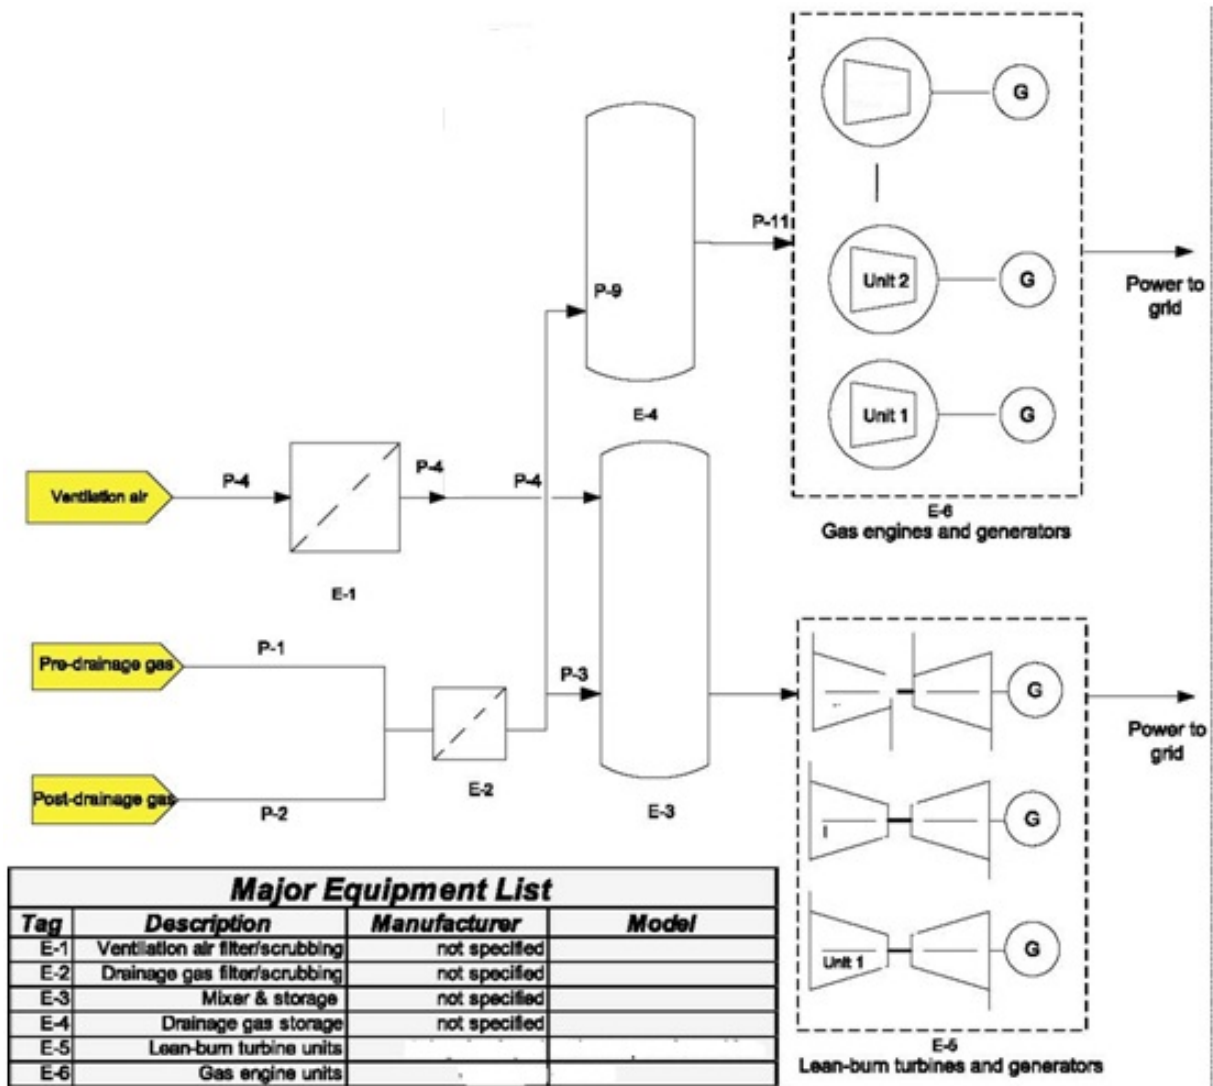 G
P-11
Unit 2
G
Power to
grid
P-9
Unit 1
G
E-4
E-6
Gas engines and generators
Ventilation air
P-4
P-4
P-4
E-1
Pre-drainage gas
P-1
P-3
G
Power to
grid
Post-drainage gas
P-2
E-2
E-3
G
Unit 1
G
E-5
Lean-burn turbines and generators
Major Equipment List
Tag Description Manufacturer Model
E-1 Ventilation air filter/scrubbing not specified
E-2 Drainage gas filter/scrubbing not specified
E-3 Mixer & storage not specified
E-4 Drainage gas storage not specified
E-5 Lean-burn turbine units
E-6 Gas engine units